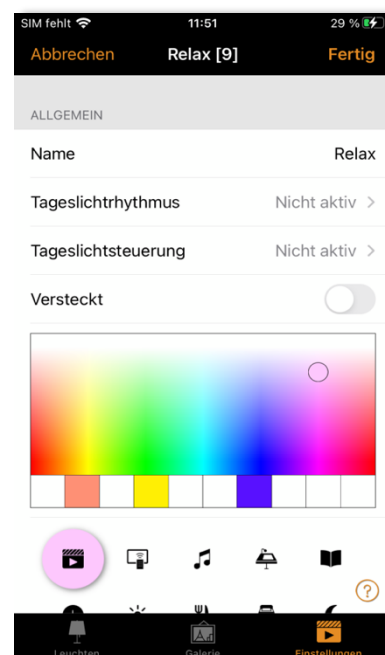 SIM fehlt 11:51 29 %
Abbrechen Relax [9] Fertig
ALLGEMEIN
Name Relax
Tageslichtrhythmus Nicht aktiv
Tageslichtsteuerung Nicht aktiv
Versteckt
?
Leuchten Galerie Einstellungen